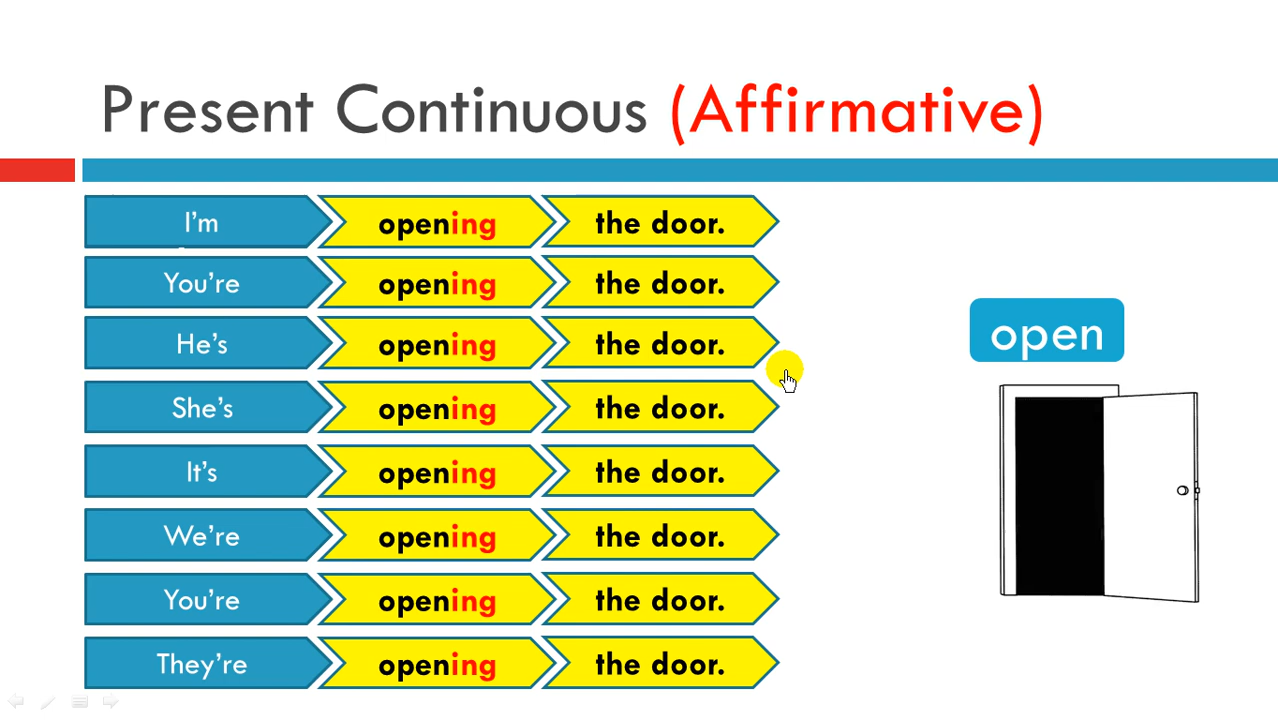 Present Continuous (Affirmative)
I'm opening the door.
You're opening the door.
He's opening the door.
She's opening the door.
It's opening the door.
We're opening the door.
You're opening the door.
They're opening the door.
open